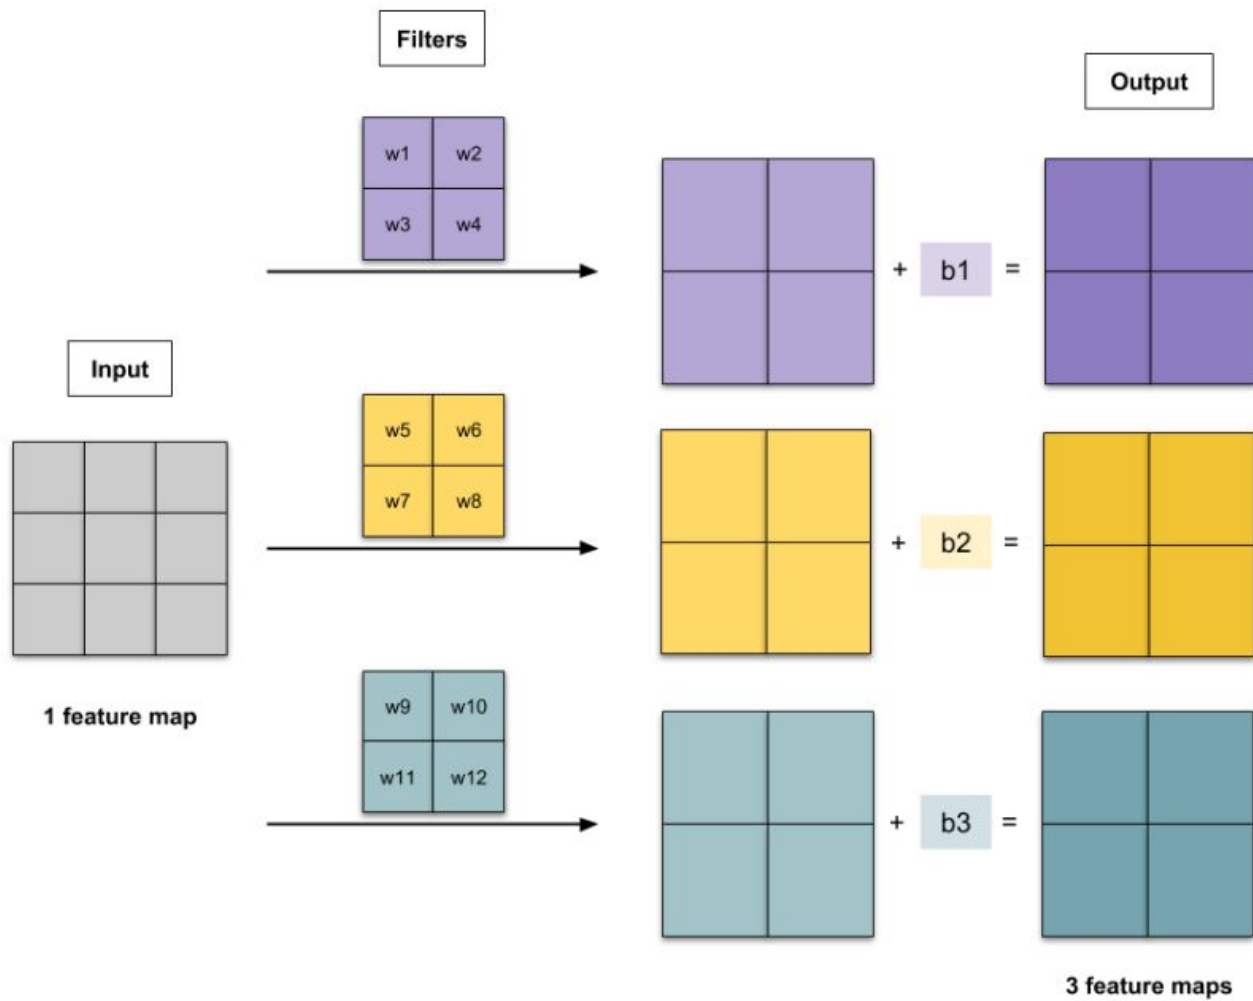 Filters
Output
w1 w2
w3 w4
+ b1 =
Input
w5 w6
w7 w8
+ b2 =
1 feature map
w9 w10
w11 w12
+ b3 =
3 feature maps